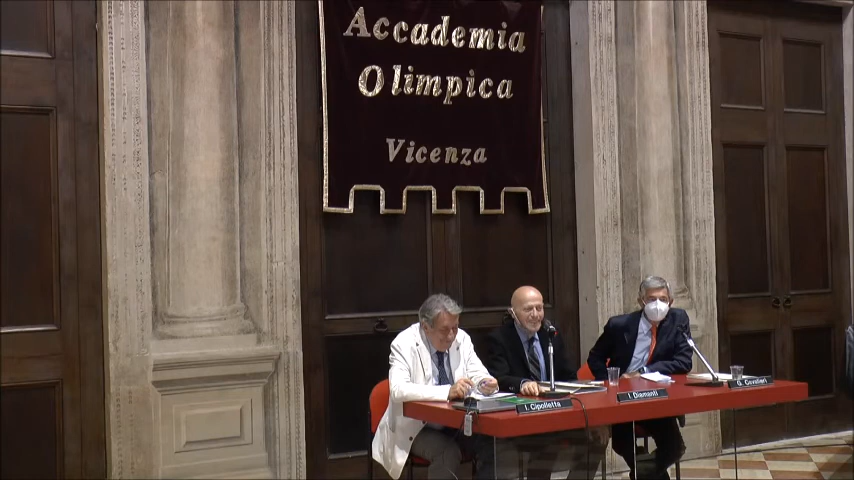 Accademia
Olimpica
Vicenza
I. Cipolletta
I. Diamanti
G. Cavalieri